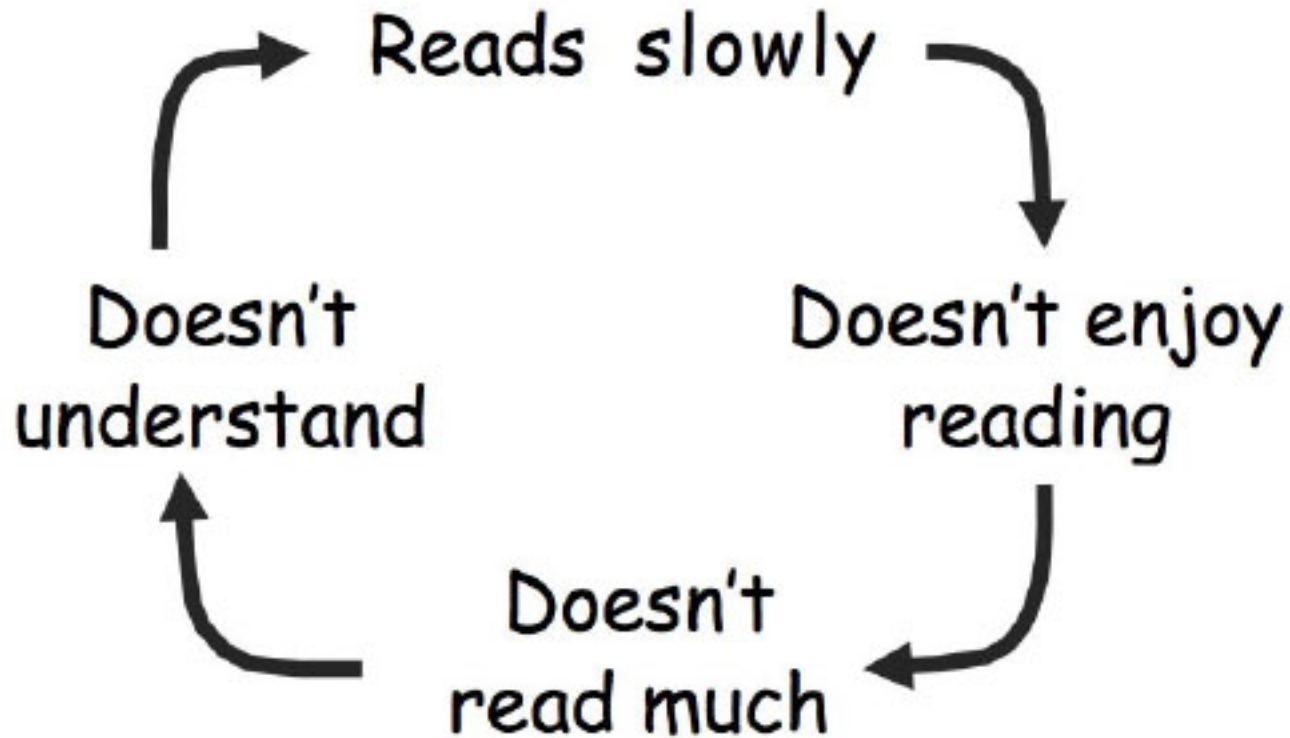 Reads slowly
Doesn't enjoy
reading
Doesn't
read much
Doesn't
understand